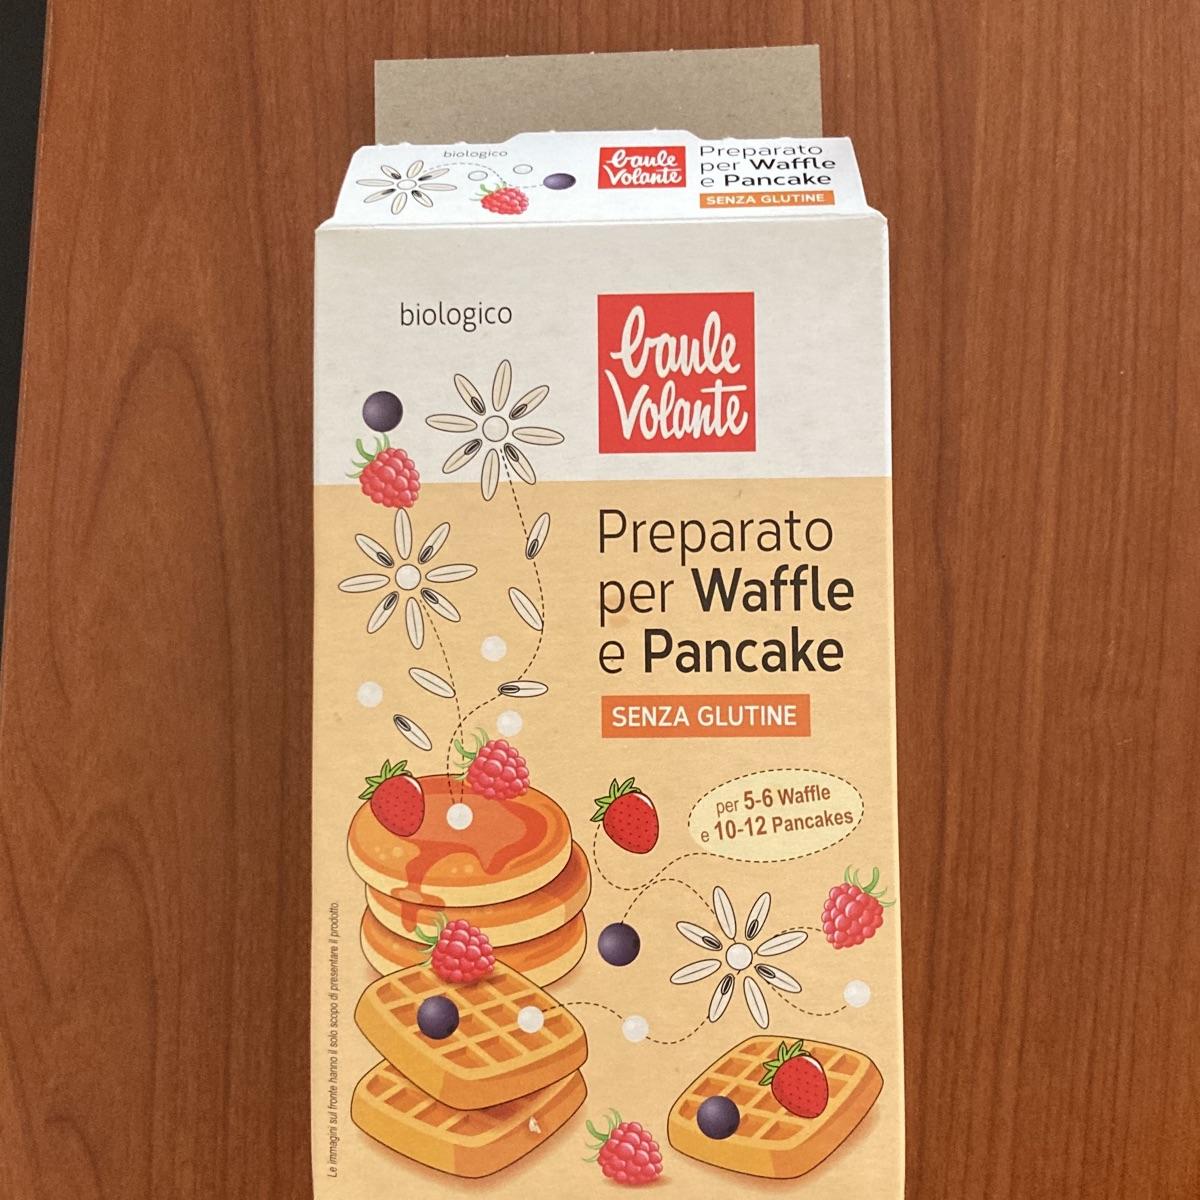 biologico
baule
Volante
Preparato
per Waffle
e Pancake
SENZA GLUTINE
biologico
baule
Volante
Preparato
per Waffle
e Pancake
SENZA GLUTINE
per 5-6 Waffle
e 10-12 Pancakes
Le immagini sul fronte hanno il solo scopo di presentare il prodotto.